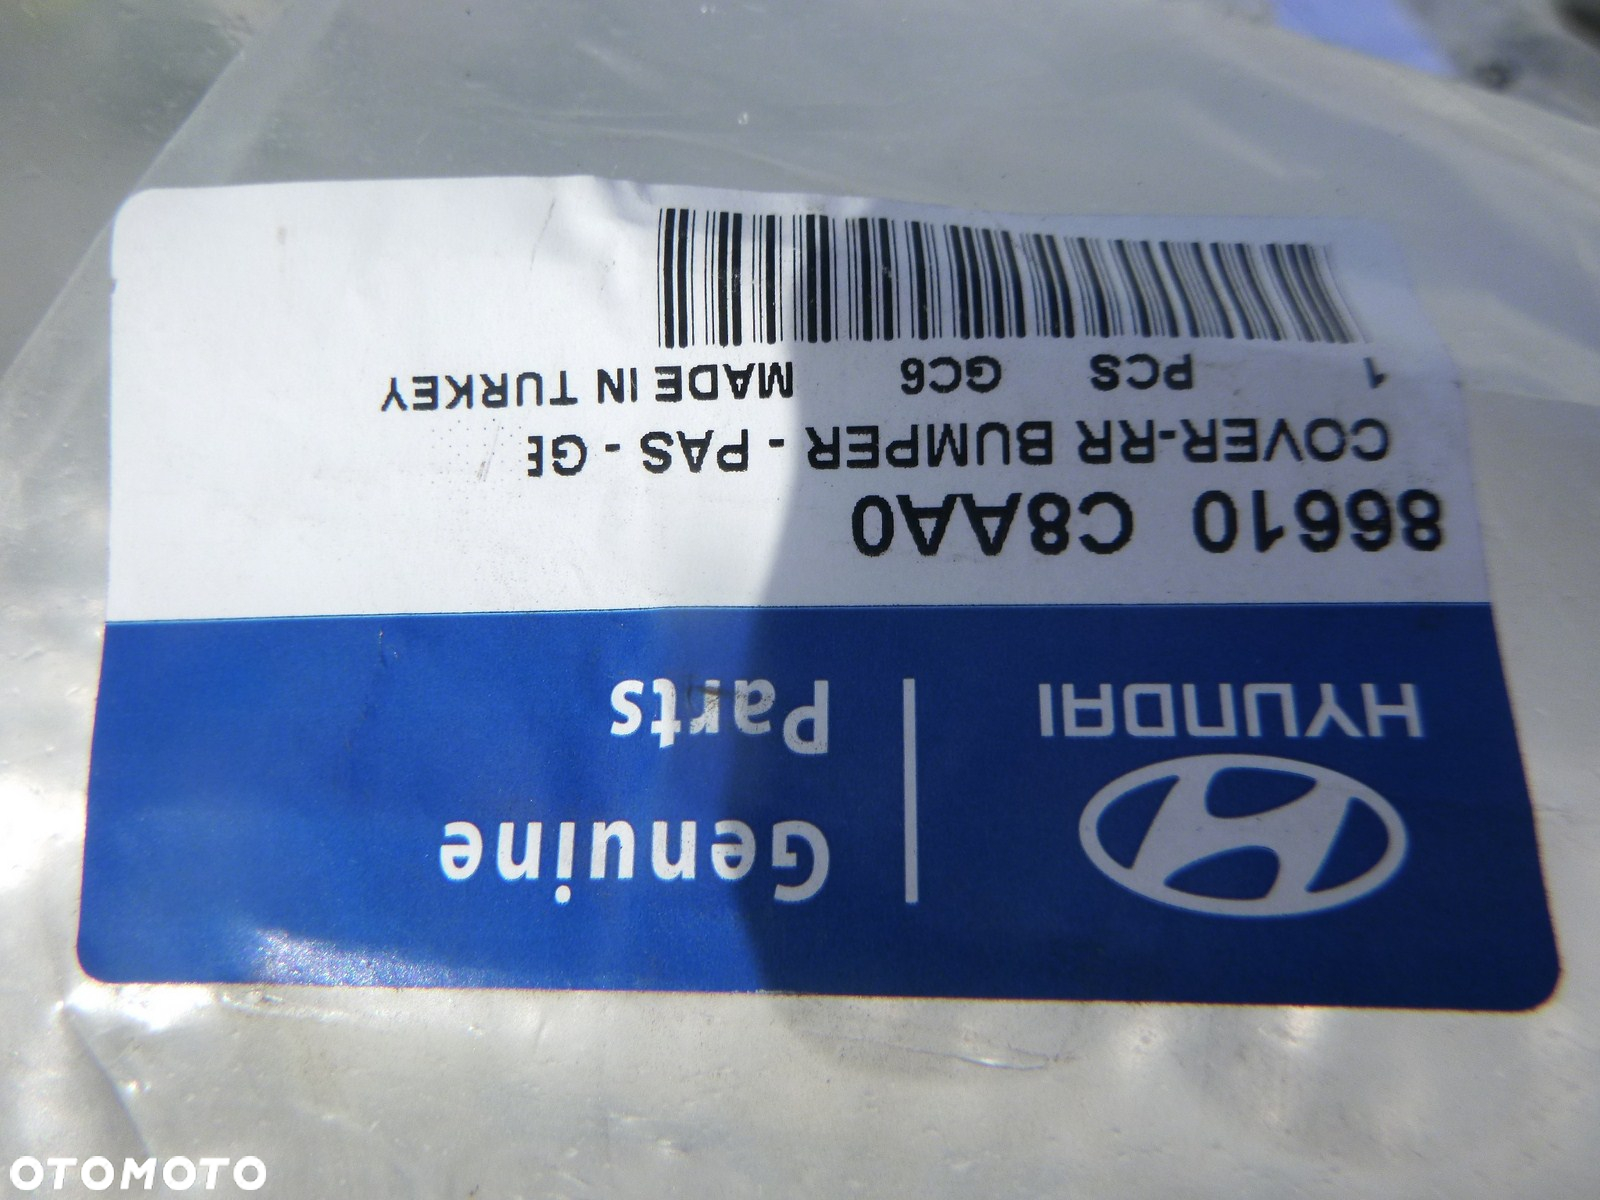 HYUNDAI
Genuine
Parts
86610 C8AA0
COVER-RR BUMPER - PAS - GE
1 PCS GC6 MADE IN TURKEY
OTOMOTO